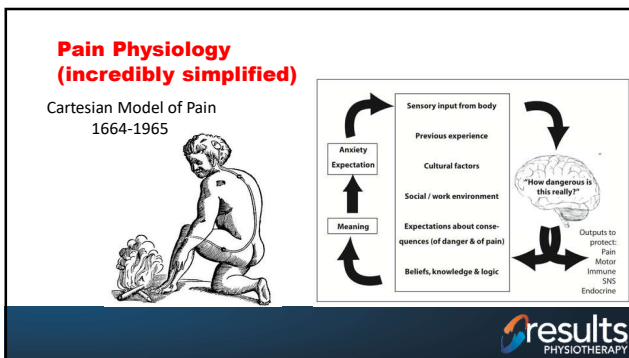 Pain Physiology
(incredibly simplified)
Cartesian Model of Pain
1664-1965
Sensory input from body
Previous experience
Anxiety
Expectation
Cultural factors
"How dangerous is
this really?"
Social / work environment
Meaning
Expectations about conse-
quences (of danger & of pain)
Beliefs, knowledge & logic
Outputs to
protect:
Pain
Motor
Immune
SNS
Endocrine
results
PHYSIOTHERAPY